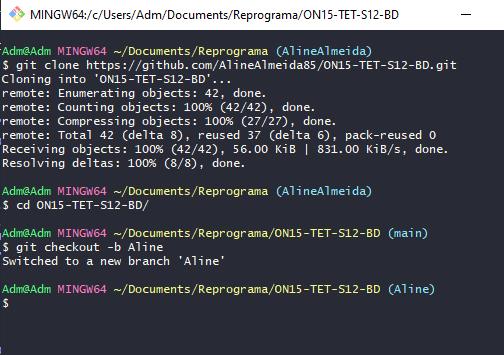 MINGW64:/c/Users/Adm/Documents/Reprograma/ON15-TET-S12-BD
Adm@Adm MINGW64 ~/Documents/Reprograma (AlineAlmeida)
$ git clone https://github.com/AlineAlmeida85/ON15-TET-S12-BD.git
Cloning into 'ON15-TET-S12-BD'...
remote: Enumerating objects: 42, done.
remote: Counting objects: 100% (42/42), done.
remote: Compressing objects: 100% (27/27), done.
remote: Total 42 (delta 8), reused 37 (delta 6), pack-reused 0
Receiving objects: 100% (42/42), 56.00 KiB | 831.00 KiB/s, done.
Resolving deltas: 100% (8/8), done.
Adm@Adm MINGW64 ~/Documents/Reprograma (AlineAlmeida)
$ cd ON15-TET-S12-BD/
Adm@Adm MINGW64 ~/Documents/Reprograma/ON15-TET-S12-BD (main)
$ git checkout -b Aline
Switched to a new branch 'Aline'
Adm@Adm MINGW64 ~/Documents/Reprograma/ON15-TET-S12-BD (Aline)
$